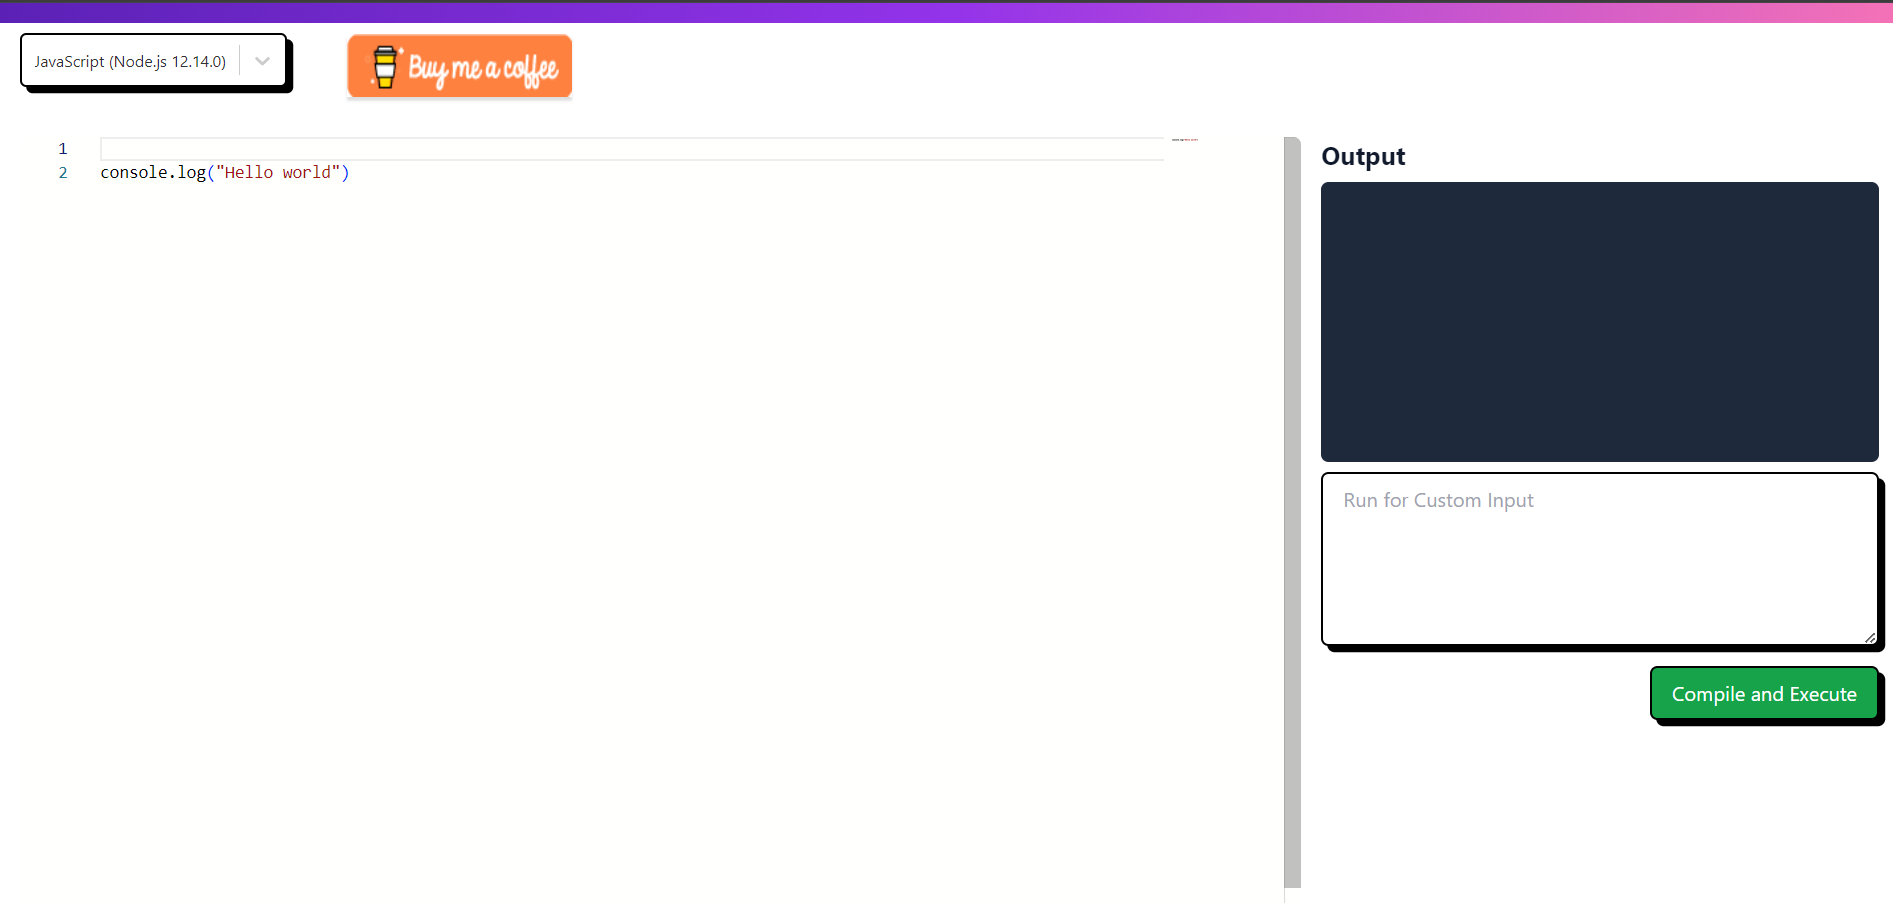 JavaScript (Node.js 12.14.0)
Buy me a coffee
1
2 console.log("Hello world")
Output
Run for Custom Input
Compile and Execute